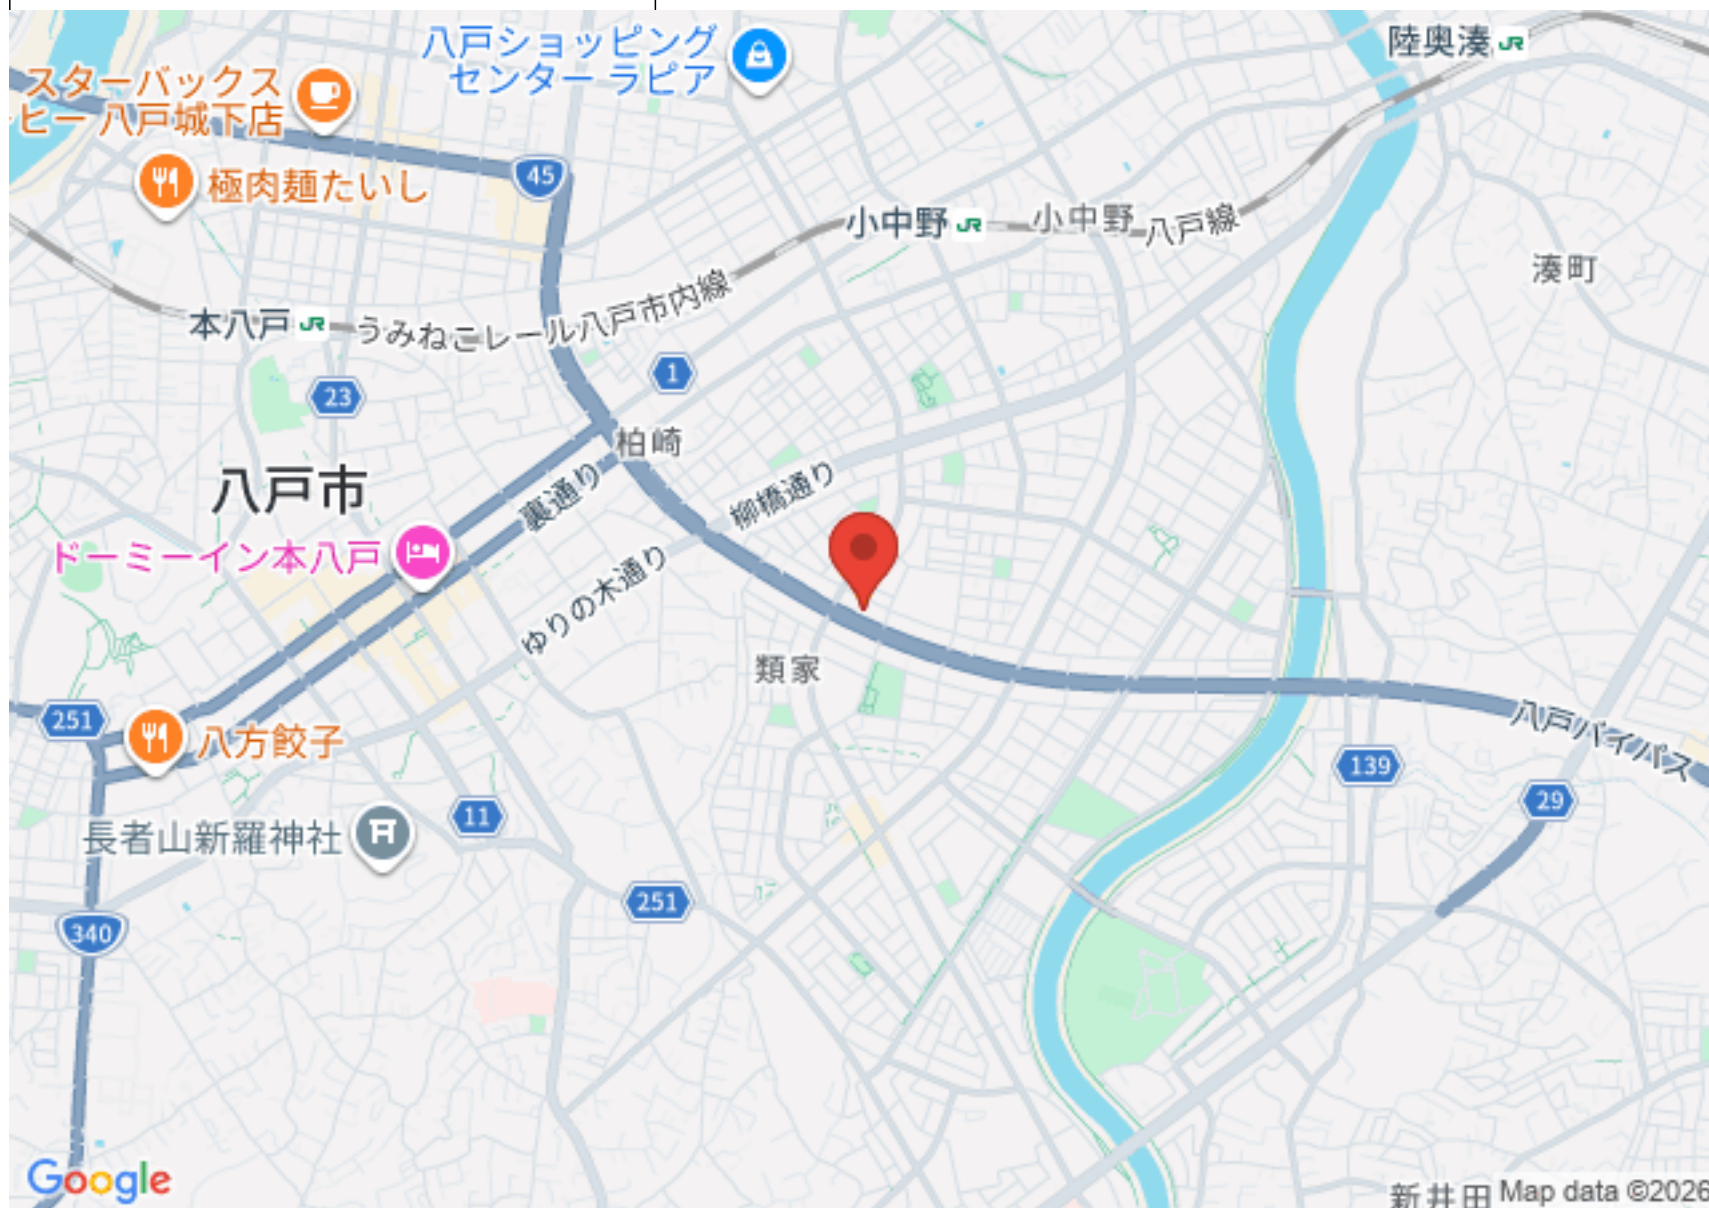 八戸ショッピング
センター ラピア
陸奥湊
JR
スターバックス
ヒー 八戸城下店
45
極肉麺たいし
小中野
JR
小中野
八戸線
湊町
本八戸
JR
うみねこレール八戸市内線
1
23
柏崎
八戸市
裏通り
柳橋通り
ドーミーイン本八戸
ゆりの木通り
類家
251
八方餃子
八戸バイパス
139
29
長者山新羅神社
11
251
340
Google
新井田
Map data ©2026